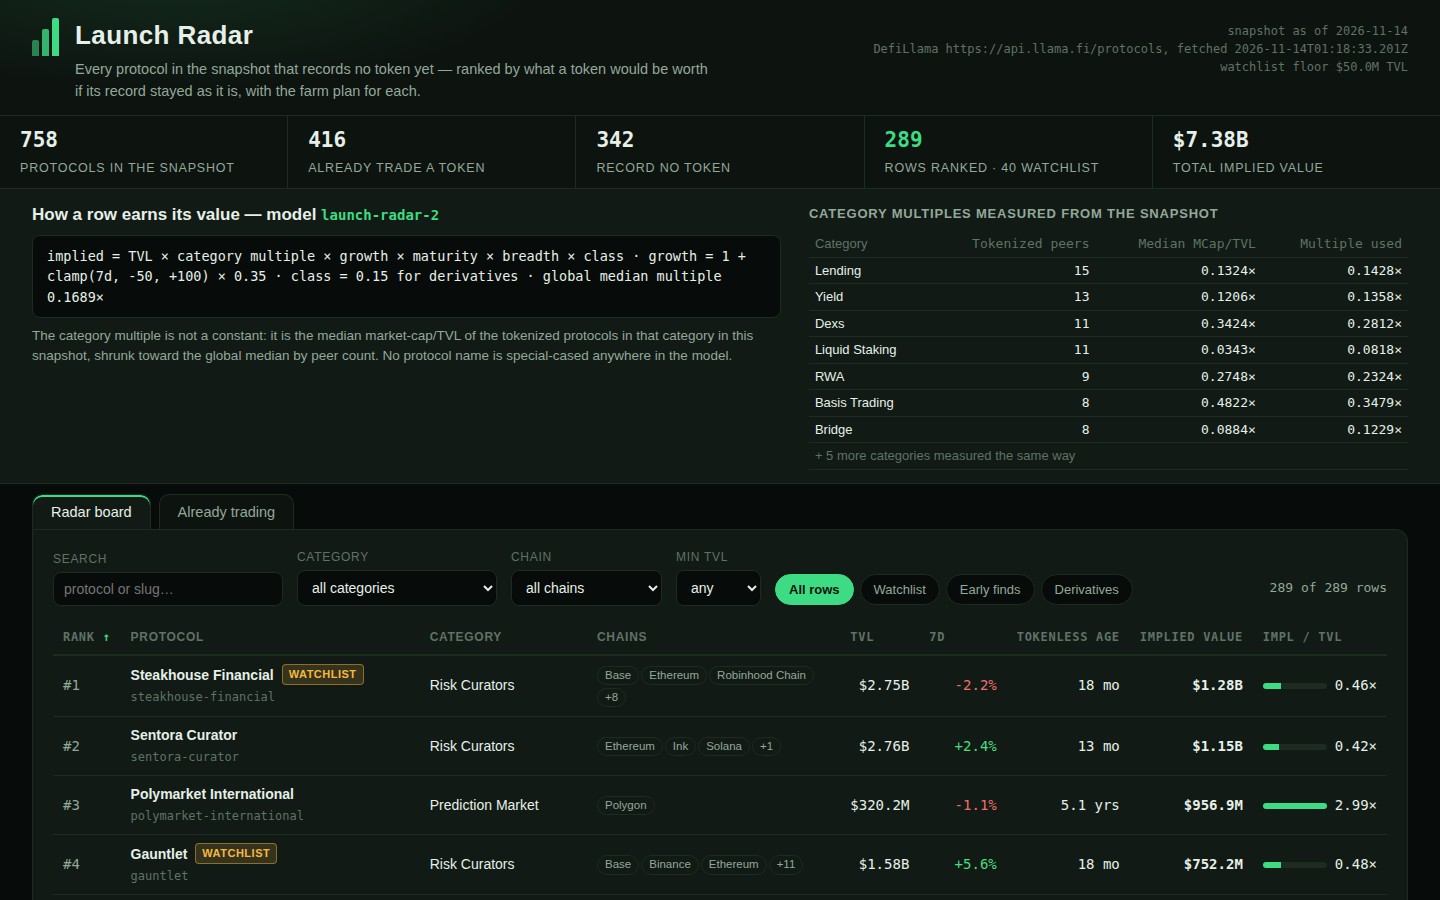 Launch Radar
Every protocol in the snapshot that records no token yet — ranked by what a token would be worth
if its record stayed as it is, with the farm plan for each.
snapshot as of 2026-11-14
DefiLlama https://api.llama.fi/protocols, fetched 2026-11-14T01:18:33.201Z
watchlist floor $50.0M TVL
758
PROTOCOLS IN THE SNAPSHOT
416
ALREADY TRADE A TOKEN
342
RECORD NO TOKEN
289
ROWS RANKED · 40 WATCHLIST
$7.38B
TOTAL IMPLIED VALUE
How a row earns its value — model launch-radar-2
implied = TVL × category multiple × growth × maturity × breadth × class · growth = 1 +
clamp(7d, -50, +100) × 0.35 · class = 0.15 for derivatives · global median multiple
0.1689×
The category multiple is not a constant: it is the median market-cap/TVL of the tokenized protocols in that category in this
snapshot, shrunk toward the global median by peer count. No protocol name is special-cased anywhere in the model.
CATEGORY MULTIPLES MEASURED FROM THE SNAPSHOT
Category Tokenized peers Median MCap/TVL Multiple used
Lending 15 0.1324× 0.1428×
Yield 13 0.1206× 0.1358×
Dexs 11 0.3424× 0.2812×
Liquid Staking 11 0.0343× 0.0818×
RWA 9 0.2748× 0.2324×
Basis Trading 8 0.4822× 0.3479×
Bridge 8 0.0884× 0.1229×
+ 5 more categories measured the same way
Radar board Already trading
SEARCH CATEGORY CHAIN MIN TVL
protocol or slug… all categories all chains any All rows Watchlist Early finds Derivatives 289 of 289 rows
RANK ↑ PROTOCOL CATEGORY CHAINS TVL 7D TOKENLESS AGE IMPLIED VALUE IMPL / TVL
#1 Steakhouse Financial WATCHLIST Risk Curators Base Ethereum Robinhood Chain $2.75B -2.2% 18 mo $1.28B 0.46×
steakhouse-financial +8
#2 Sentora Curator Risk Curators Ethereum Ink Solana +1 $2.76B +2.4% 13 mo $1.15B 0.42×
sentora-curator
#3 Polymarket International Prediction Market Polygon $320.2M -1.1% 5.1 yrs $956.9M 2.99×
polymarket-international
#4 Gauntlet WATCHLIST Risk Curators Base Binance Ethereum +11 $1.58B +5.6% 18 mo $752.2M 0.48×
gauntlet